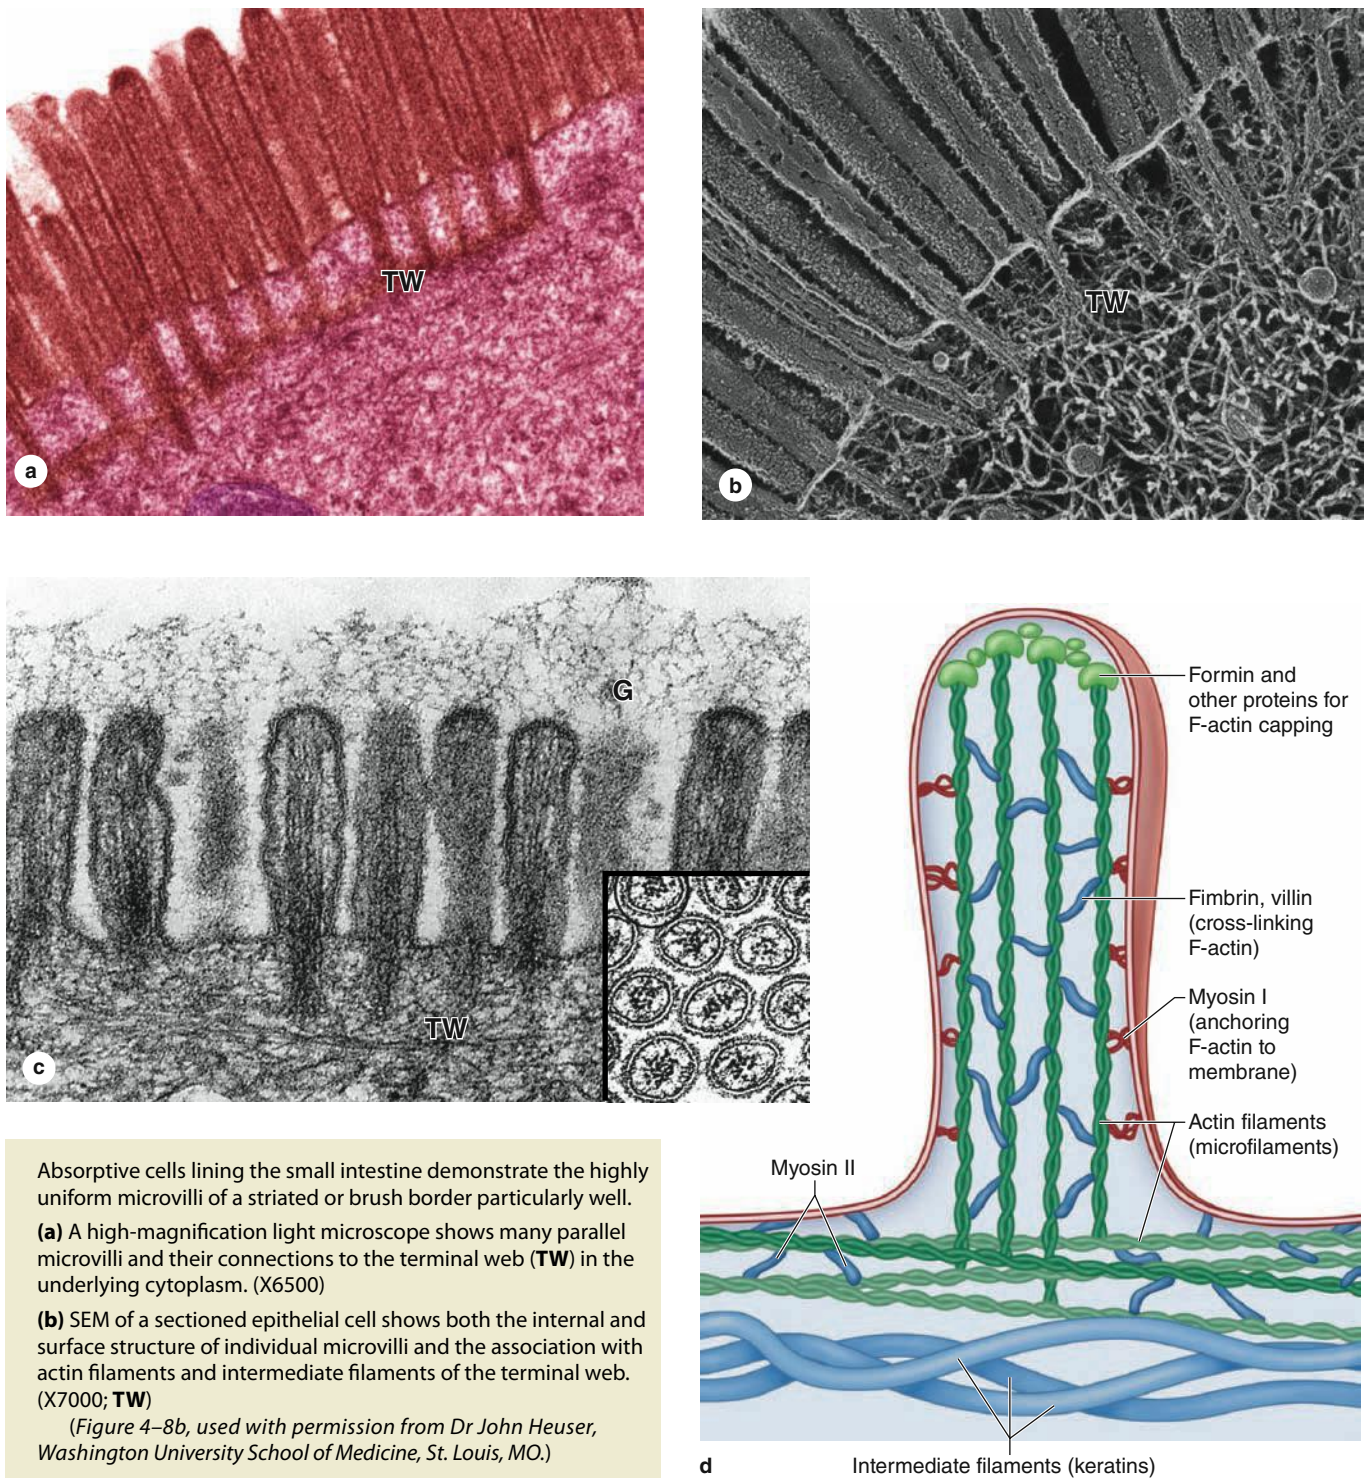 TW
a
TW
b
G
TW
c
Formin and
other proteins for
F-actin capping
Fimbrin, villin
(cross-linking
F-actin)
Myosin I
(anchoring
F-actin to
membrane)
Actin filaments
(microfilaments)
Myosin II
Intermediate filaments (keratins)
d
Absorptive cells lining the small intestine demonstrate the highly
uniform microvilli of a striated or brush border particularly well.
(a) A high-magnification light microscope shows many parallel
microvilli and their connections to the terminal web (TW) in the
underlying cytoplasm. (X6500)
(b) SEM of a sectioned epithelial cell shows both the internal and
surface structure of individual microvilli and the association with
actin filaments and intermediate filaments of the terminal web.
(X7000; TW)
(Figure 4–8b, used with permission from Dr John Heuser,
Washington University School of Medicine, St. Louis, MO.)